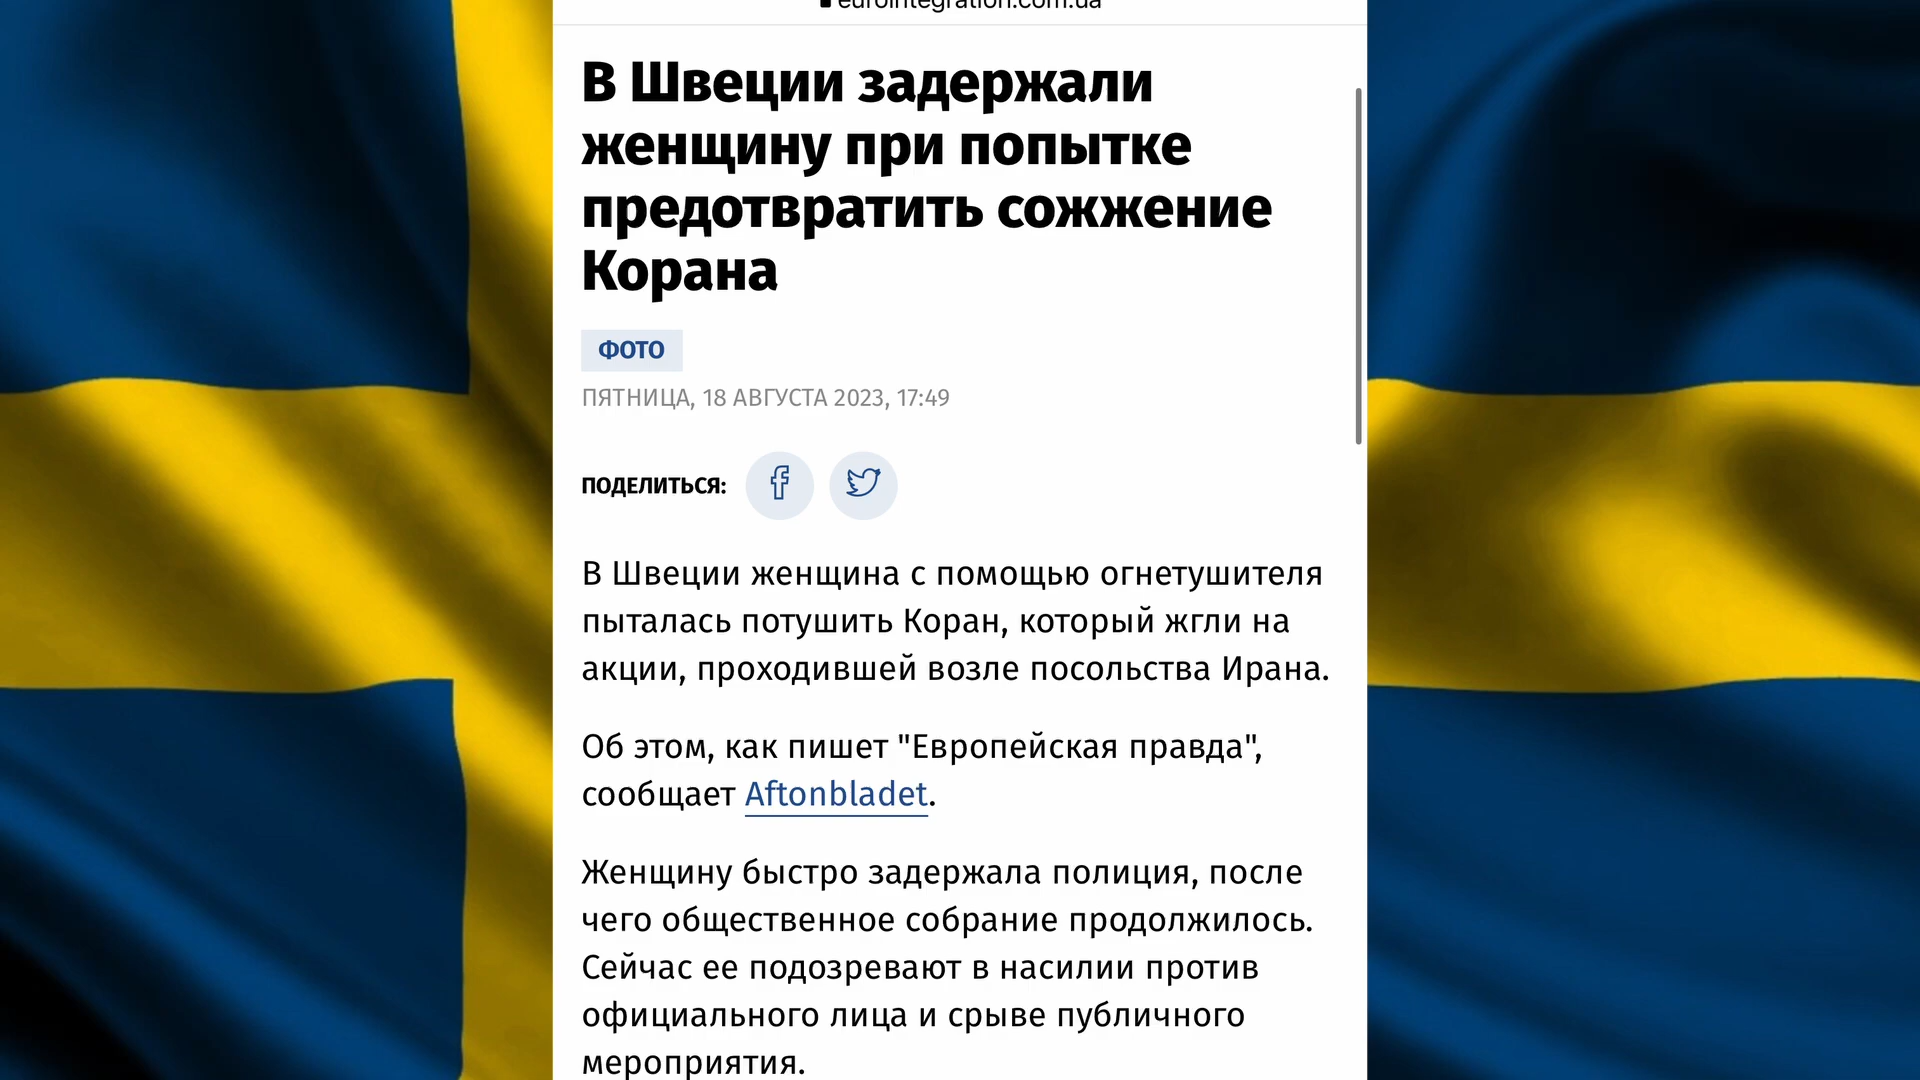 eurointegration.com.ua
В Швеции задержали
женщину при попытке
предотвратить сожжение
Корана
ФОТО
ПЯТНИЦА, 18 АВГУСТА 2023, 17:49
ПОДЕЛИТЬСЯ:
В Швеции женщина с помощью огнетушителя
пыталась потушить Коран, который жгли на
акции, проходившей возле посольства Ирана.
Об этом, как пишет "Европейская правда",
сообщает Aftonbladet.
Женщину быстро задержала полиция, после
чего общественное собрание продолжилось.
Сейчас ее подозревают в насилии против
официального лица и срыве публичного
мероприятия.